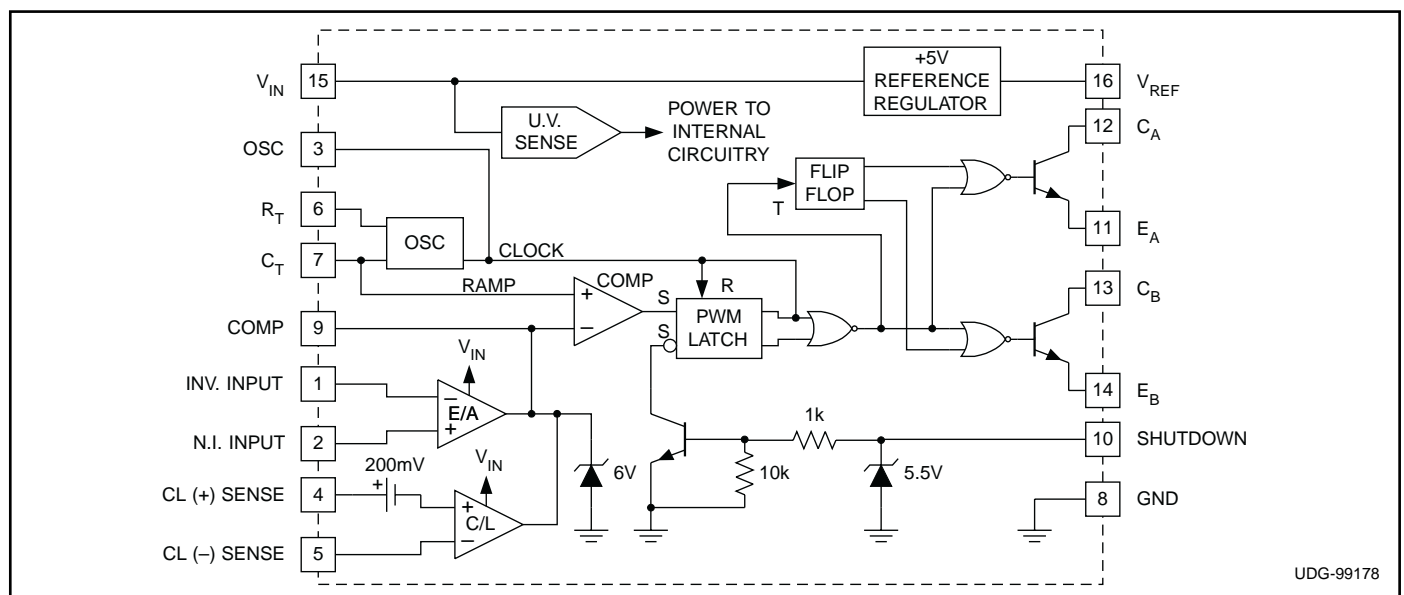 V_IN 15
+5V
REFERENCE
REGULATOR
16 V_REF
U.V.
SENSE
POWER TO
INTERNAL
CIRCUITRY
12 C_A
OSC 3
FLIP
FLOP
T
R_T 6
11 E_A
OSC
CLOCK
C_T 7
RAMP
COMP
+
−
S
R
PWM
LATCH
S
13 C_B
COMP 9
V_IN
INV. INPUT 1
−
E/A
+
14 E_B
N.I. INPUT 2
1k
10 SHUTDOWN
200mV
+
V_IN
6V
10k
5.5V
CL (+) SENSE 4
+
C/L
−
8 GND
CL (–) SENSE 5
UDG-99178